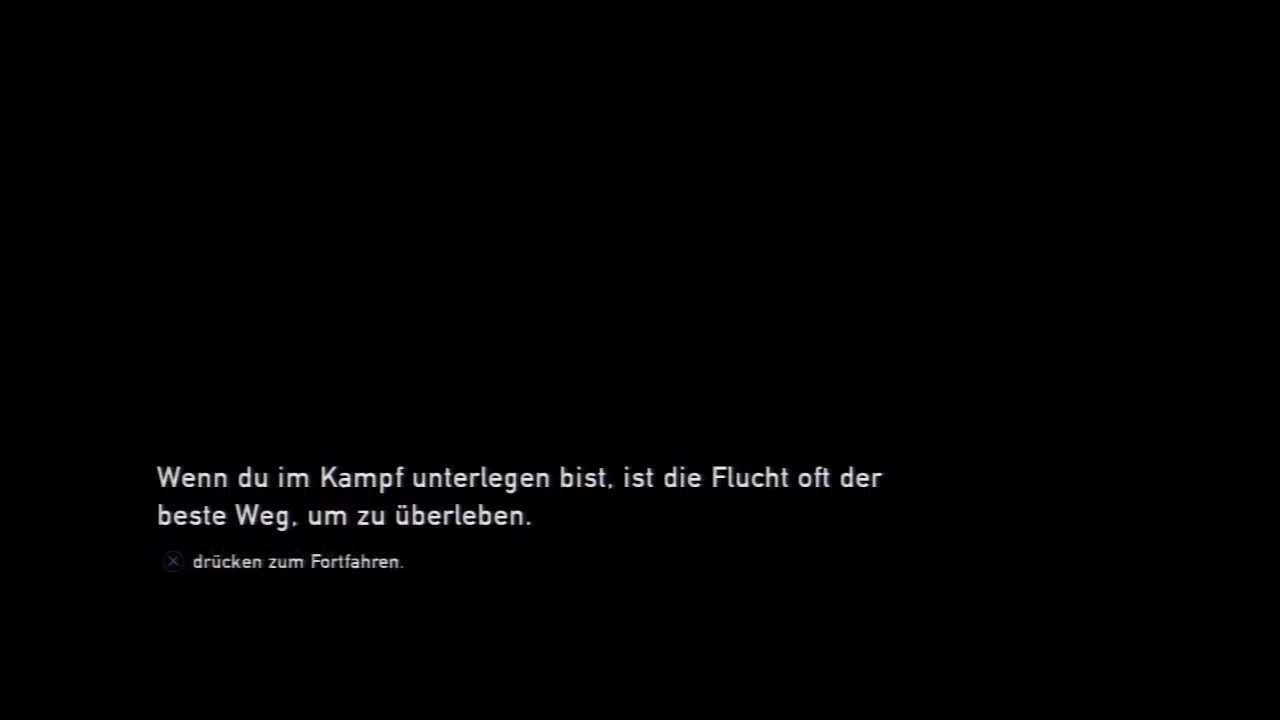 Wenn du im Kampf unterlegen bist, ist die Flucht oft der
beste Weg, um zu überleben.
drücken zum Fortfahren.